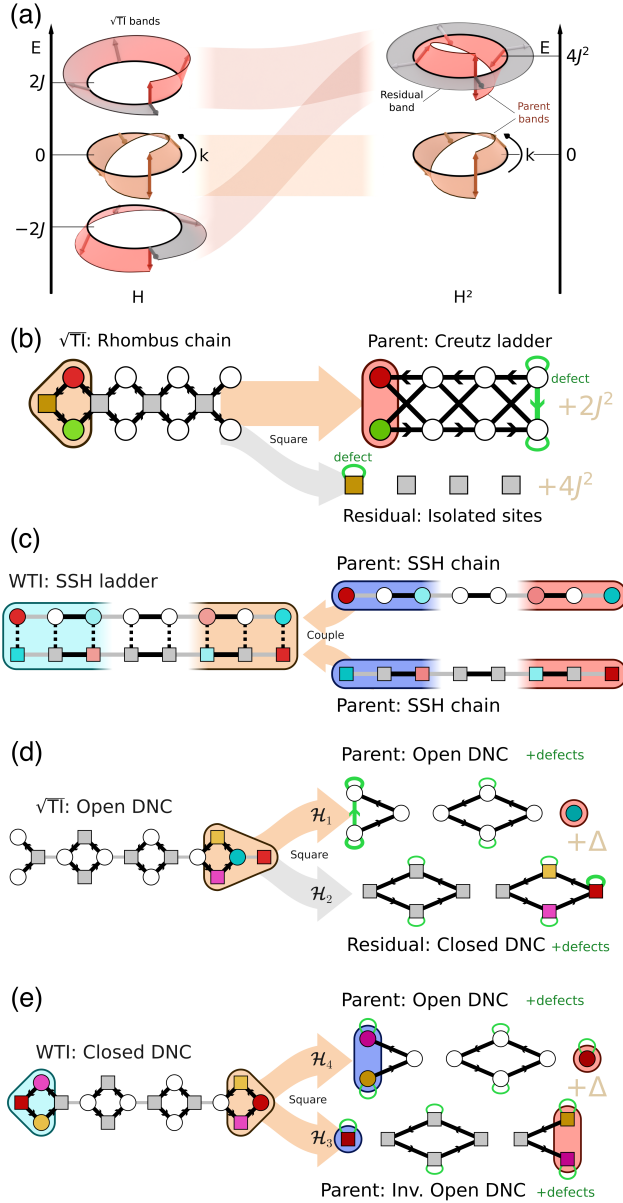 (a)
√TI bands
E
2J
0
−2J
k
H
E
4J²
Residual
band
Parent
bands
k
0
H²
(b)
√TI: Rhombus chain
Parent: Creutz ladder
defect
+2J²
Square
defect
+4J²
Residual: Isolated sites
(c)
WTI: SSH ladder
Parent: SSH chain
Couple
Parent: SSH chain
(d)
Parent: Open DNC +defects
√TI: Open DNC
ℋ₁
+Δ
Square
ℋ₂
Residual: Closed DNC +defects
(e)
Parent: Open DNC +defects
WTI: Closed DNC
ℋ₄
+Δ
Square
ℋ₃
Parent: Inv. Open DNC +defects